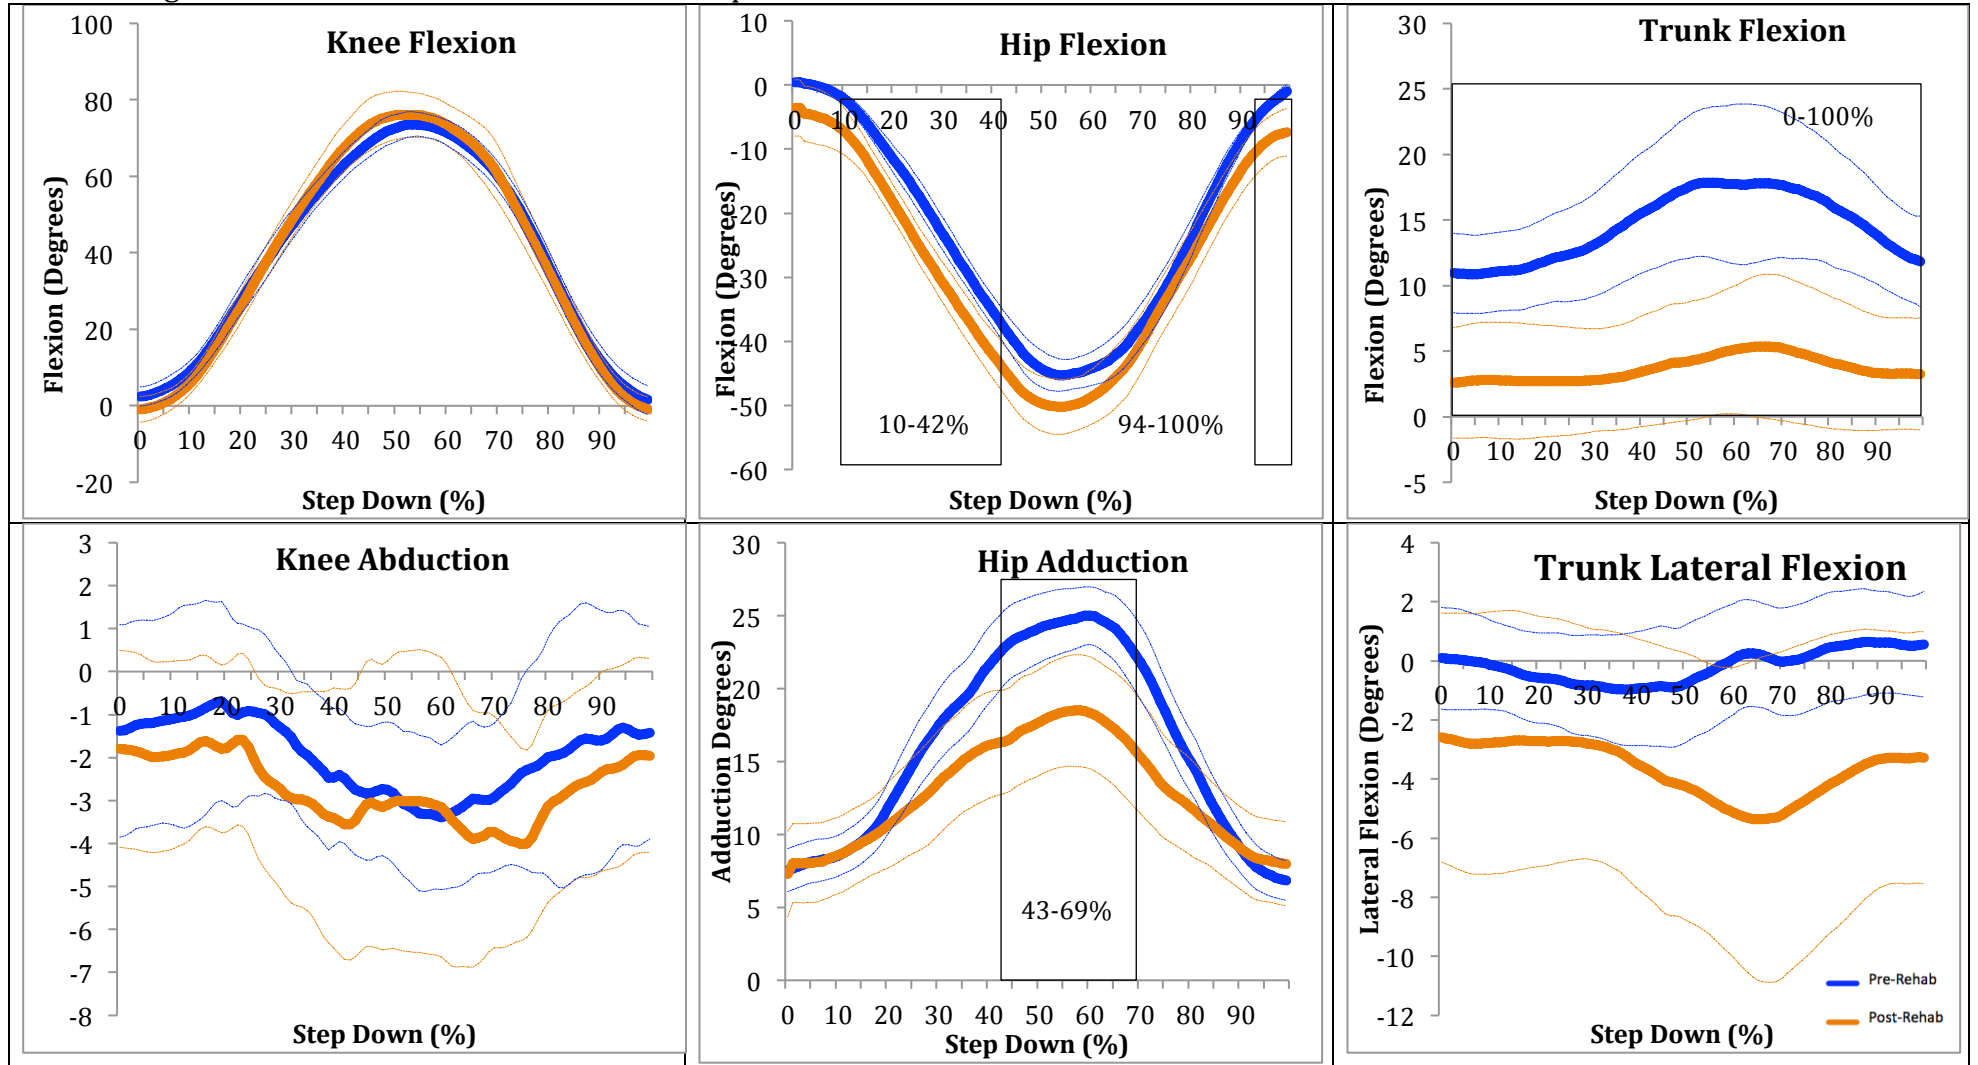 Knee Flexion
Flexion (Degrees)
100
80
60
40
20
0
-20
0 10 20 30 40 50 60 70 80 90
Step Down (%)
Hip Flexion
Flexion (Degrees)
10
0
-10
-20
-30
-40
-50
-60
0 10 20 30 40 50 60 70 80 90
10-42%
94-100%
Step Down (%)
Trunk Flexion
Flexion (Degrees)
30
25
20
15
10
5
0
-5
0-100%
0 10 20 30 40 50 60 70 80 90
Step Down (%)
Knee Abduction
3
2
1
0
-1
-2
-3
-4
-5
-6
-7
-8
0 10 20 30 40 50 60 70 80 90
Step Down (%)
Hip Adduction
Adduction Degrees)
30
25
20
15
10
5
0
43-69%
0 10 20 30 40 50 60 70 80 90
Step Down (%)
Trunk Lateral Flexion
Lateral Flexion (Degrees)
4
2
0
-2
-4
-6
-8
-10
-12
0 10 20 30 40 50 60 70 80 90
Pre-Rehab
Post-Rehab
Step Down (%)